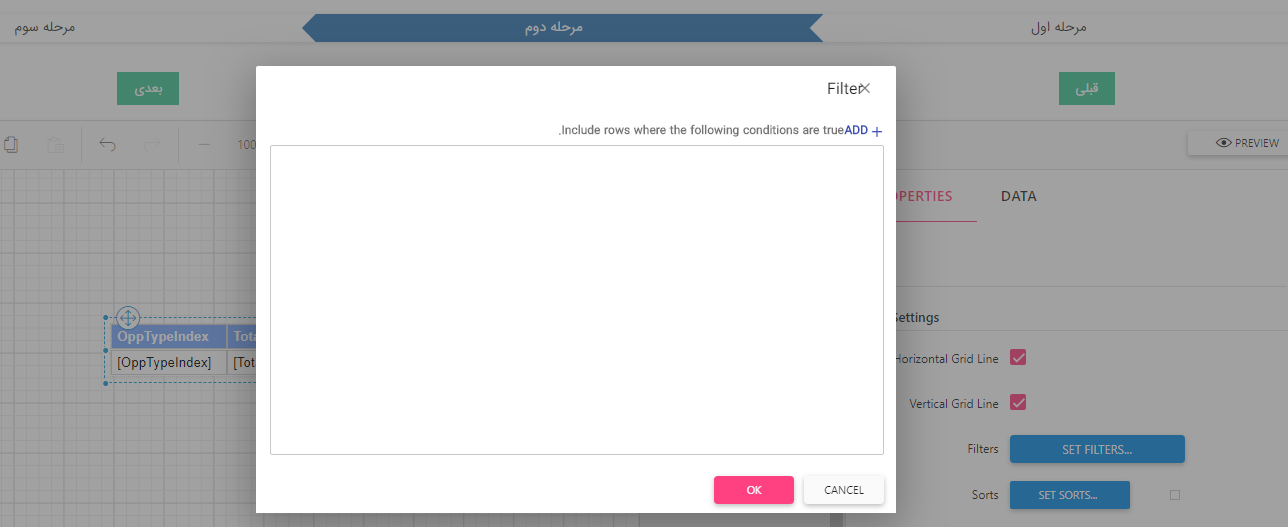 مرحله اول
مرحله دوم
مرحله سوم
قبلی
بعدی
Filter
.Include rows where the following conditions are true
ADD
OK
CANCEL
100
PREVIEW
OPERTIES
DATA
OppTypeIndex
Tota
[OppTypeIndex]
[Tot
Settings
Horizontal Grid Line
Vertical Grid Line
Filters
SET FILTERS...
Sorts
SET SORTS...